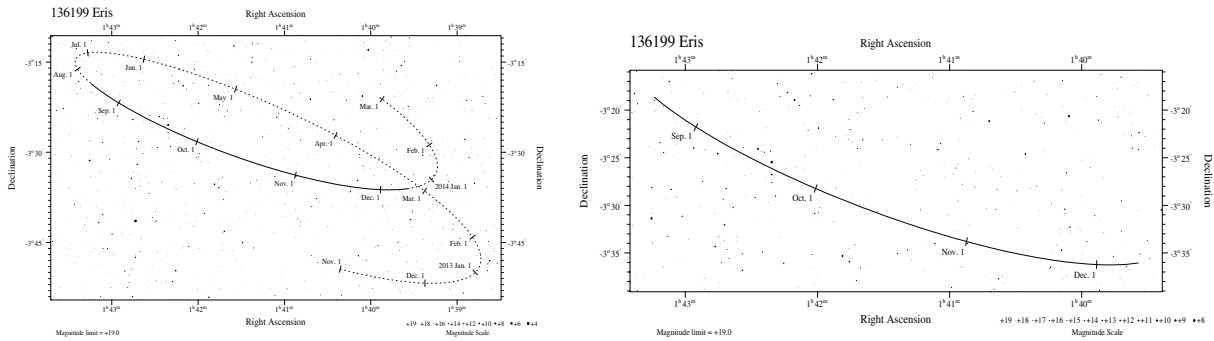 136199 Eris
Right Ascension
1ʰ43ᵐ 1ʰ42ᵐ 1ʰ41ᵐ 1ʰ40ᵐ 1ʰ39ᵐ
Jul. 1
-3°15' -3°15'
Jun. 1
Aug. 1
May 1
Mar. 1
Sep. 1
Apr. 1
Oct. 1
Feb. 1
-3°30' -3°30'
Declination
Declination
Nov. 1
2014 Jan. 1
Dec. 1
Mar. 1
-3°45' -3°45'
Feb. 1
Nov. 1
2013 Jan. 1
Dec. 1
1ʰ43ᵐ 1ʰ42ᵐ 1ʰ41ᵐ 1ʰ40ᵐ 1ʰ39ᵐ
Right Ascension
+19 +18 +16 +14 +12 +10 +8 +6 +4
Magnitude limit = +19.0
Magnitude Scale
136199 Eris
Right Ascension
1ʰ43ᵐ 1ʰ42ᵐ 1ʰ41ᵐ 1ʰ40ᵐ
-3°20' -3°20'
Sep. 1
-3°25' -3°25'
Declination
Declination
Oct. 1
-3°30' -3°30'
Nov. 1
-3°35' -3°35'
Dec. 1
1ʰ43ᵐ 1ʰ42ᵐ 1ʰ41ᵐ 1ʰ40ᵐ
Right Ascension
+19 +18 +17 +16 +15 +14 +13 +12 +11 +10 +9 +8
Magnitude limit = +19.0
Magnitude Scale